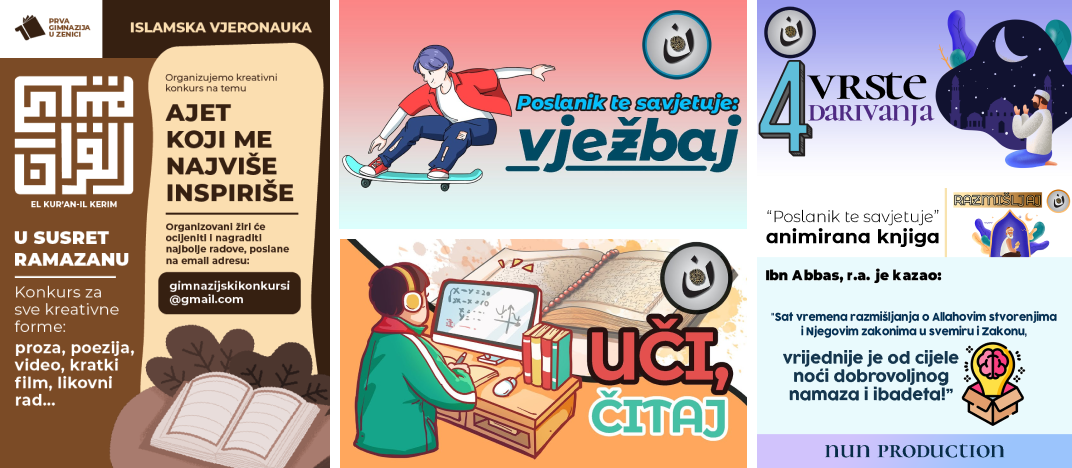 PRVA
GIMNAZIJA
U ZENICI
ISLAMSKA VJERONAUKA
EL KUR'AN-IL KERIM
U SUSRET
RAMAZANU
Konkurs za
sve kreativne
forme:
proza, poezija,
video, kratki
film, likovni
rad...
Organizujemo kreativni
konkurs na temu
AJET
KOJI ME
NAJVIŠE
INSPIRIŠE
Organizovani žiri će
ocijeniti i nagraditi
najbolje radove, poslane
na email adresu:
gimnazijskikonkursi
@gmail.com
ن
Poslanik te savjetuje:
vježbaj
ن
UČI,
ČITAJ
ن
4 VRSTE
DARIVANJA
“Poslanik te savjetuje”
animirana knjiga
RAZMIŠLJAJ
Ibn Abbas, r.a. je kazao:
"Sat vremena razmišljanja o Allahovim stvorenjima
i Njegovim zakonima u svemiru i Zakonu,
vrijednije je od cijele
noći dobrovoljnog
namaza i ibadeta!”
NUN PRODUCTION